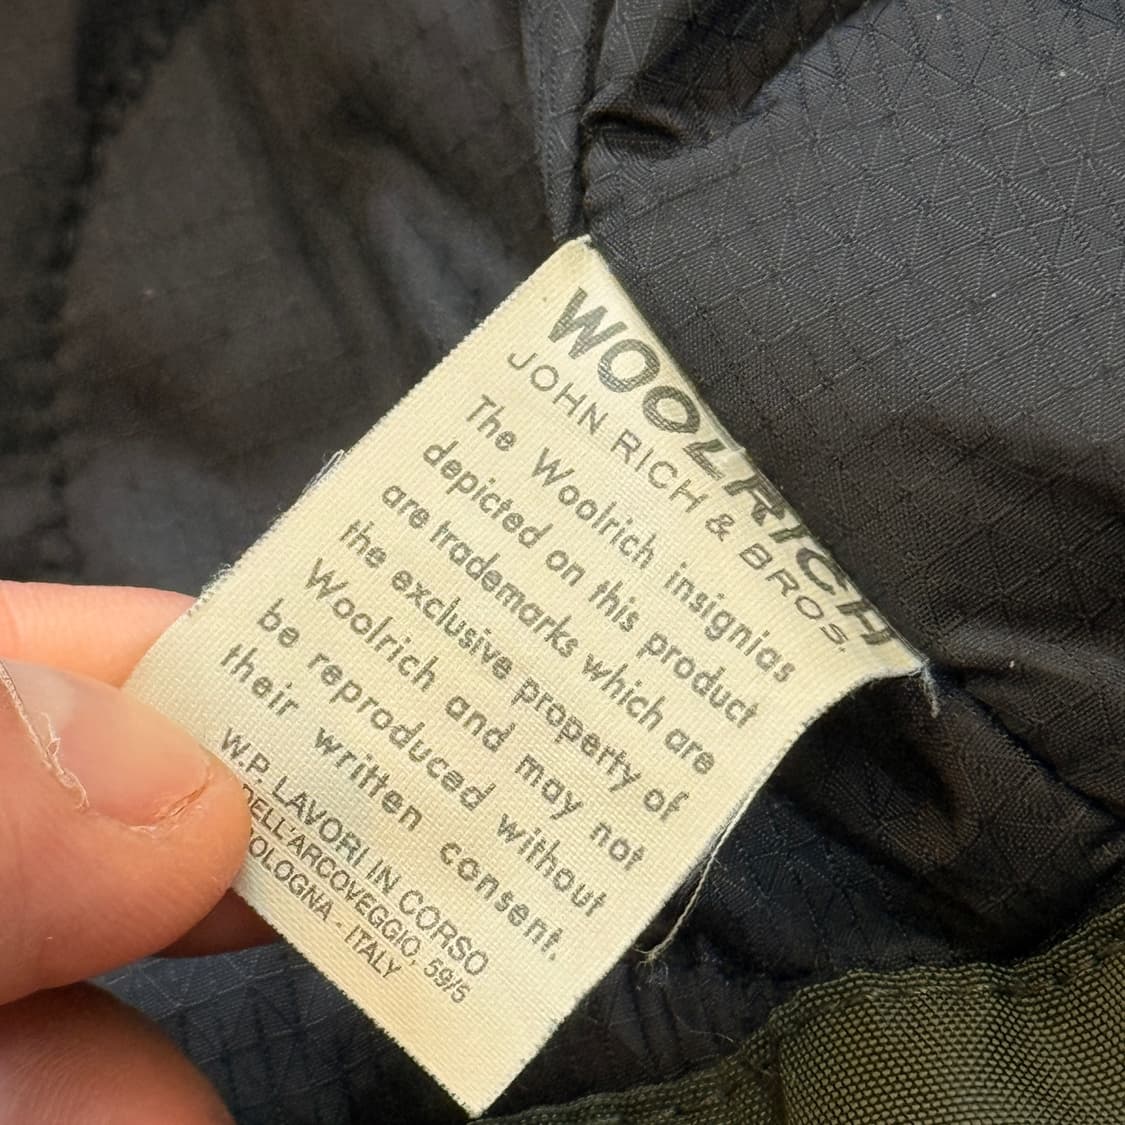 WOOLRICH
JOHN RICH & BROS.
The Woolrich insignias
depicted on this product
are trademarks which are
the exclusive property of
Woolrich and may not
be reproduced without
their written consent.
W.P. LAVORI IN CORSO
DELL'ARCOVEGGIO, 59/5
BOLOGNA - ITALY